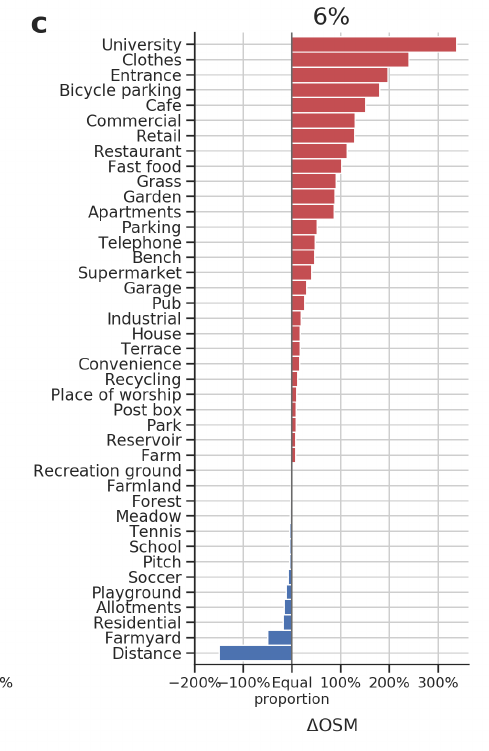 c
6%
University
Clothes
Entrance
Bicycle parking
Cafe
Commercial
Retail
Restaurant
Fast food
Grass
Garden
Apartments
Parking
Telephone
Bench
Supermarket
Garage
Pub
Industrial
House
Terrace
Convenience
Recycling
Place of worship
Post box
Park
Reservoir
Farm
Recreation ground
Farmland
Forest
Meadow
Tennis
School
Pitch
Soccer
Playground
Allotments
Residential
Farmyard
Distance
% −200% −100% Equal 100% 200% 300%
proportion
ΔOSM